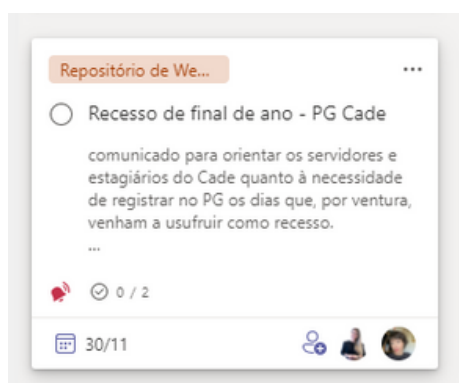 Repositório de We...
...
Recesso de final de ano - PG Cade
comunicado para orientar os servidores e
estagiários do Cade quanto à necessidade
de registrar no PG os dias que, por ventura,
venham a usufruir como recesso.
...
0 / 2
30/11